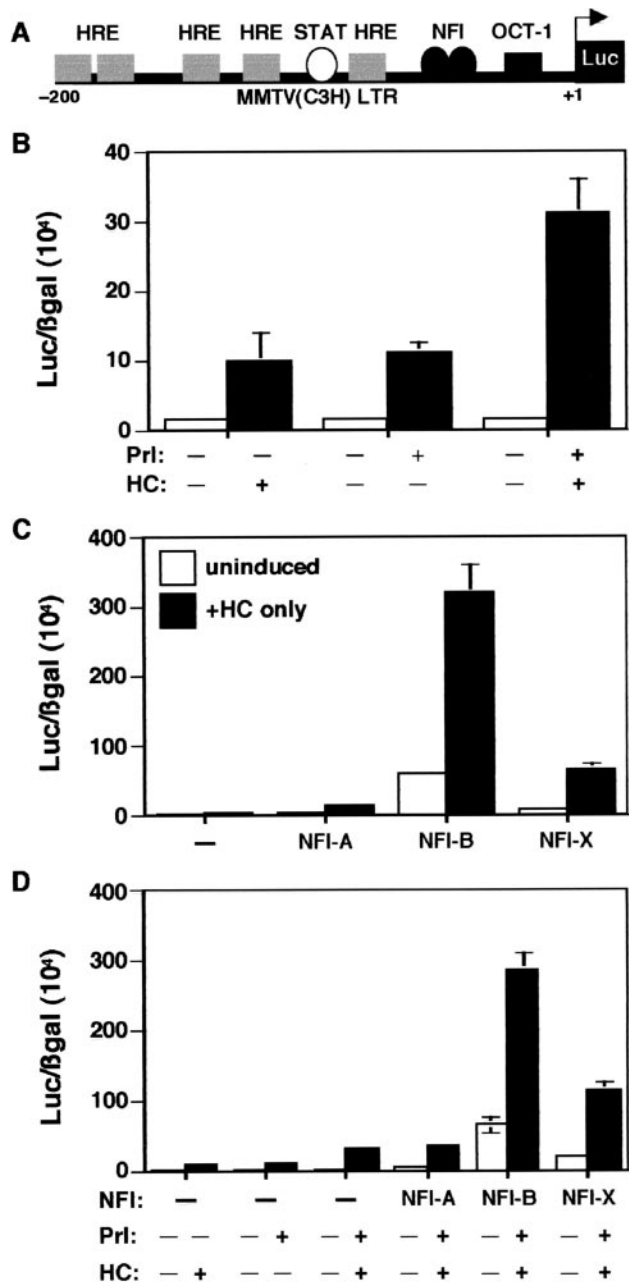 A
HRE HRE HRE STAT HRE NFI OCT-1
Luc
–200 MMTV(C3H) LTR +1
B
Luc/ßgal (10⁴)
40
30
20
10
0
Prl: — — — + — +
HC: — + — — — +
C
Luc/ßgal (10⁴)
400
300
200
100
0
uninduced
+HC only
— NFI-A NFI-B NFI-X
D
Luc/ßgal (10⁴)
400
300
200
100
0
NFI: — — — NFI-A NFI-B NFI-X
Prl: — — — + — + — + — + — +
HC: — + — — — + — + — + — +